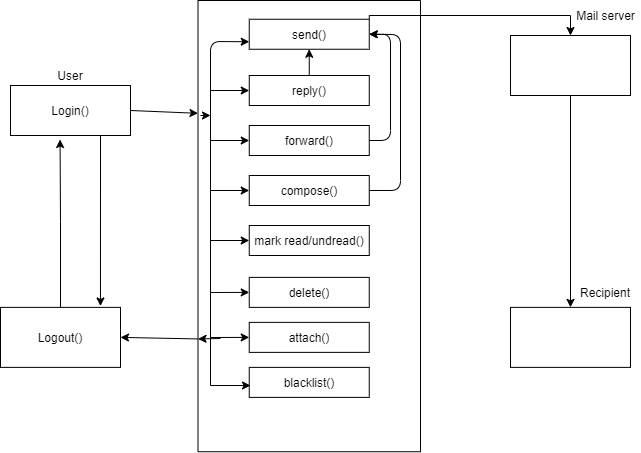 Mail server
send()
User
reply()
Login()
forward()
compose()
mark read/undread()
delete()
Recipient
Logout()
attach()
blacklist()